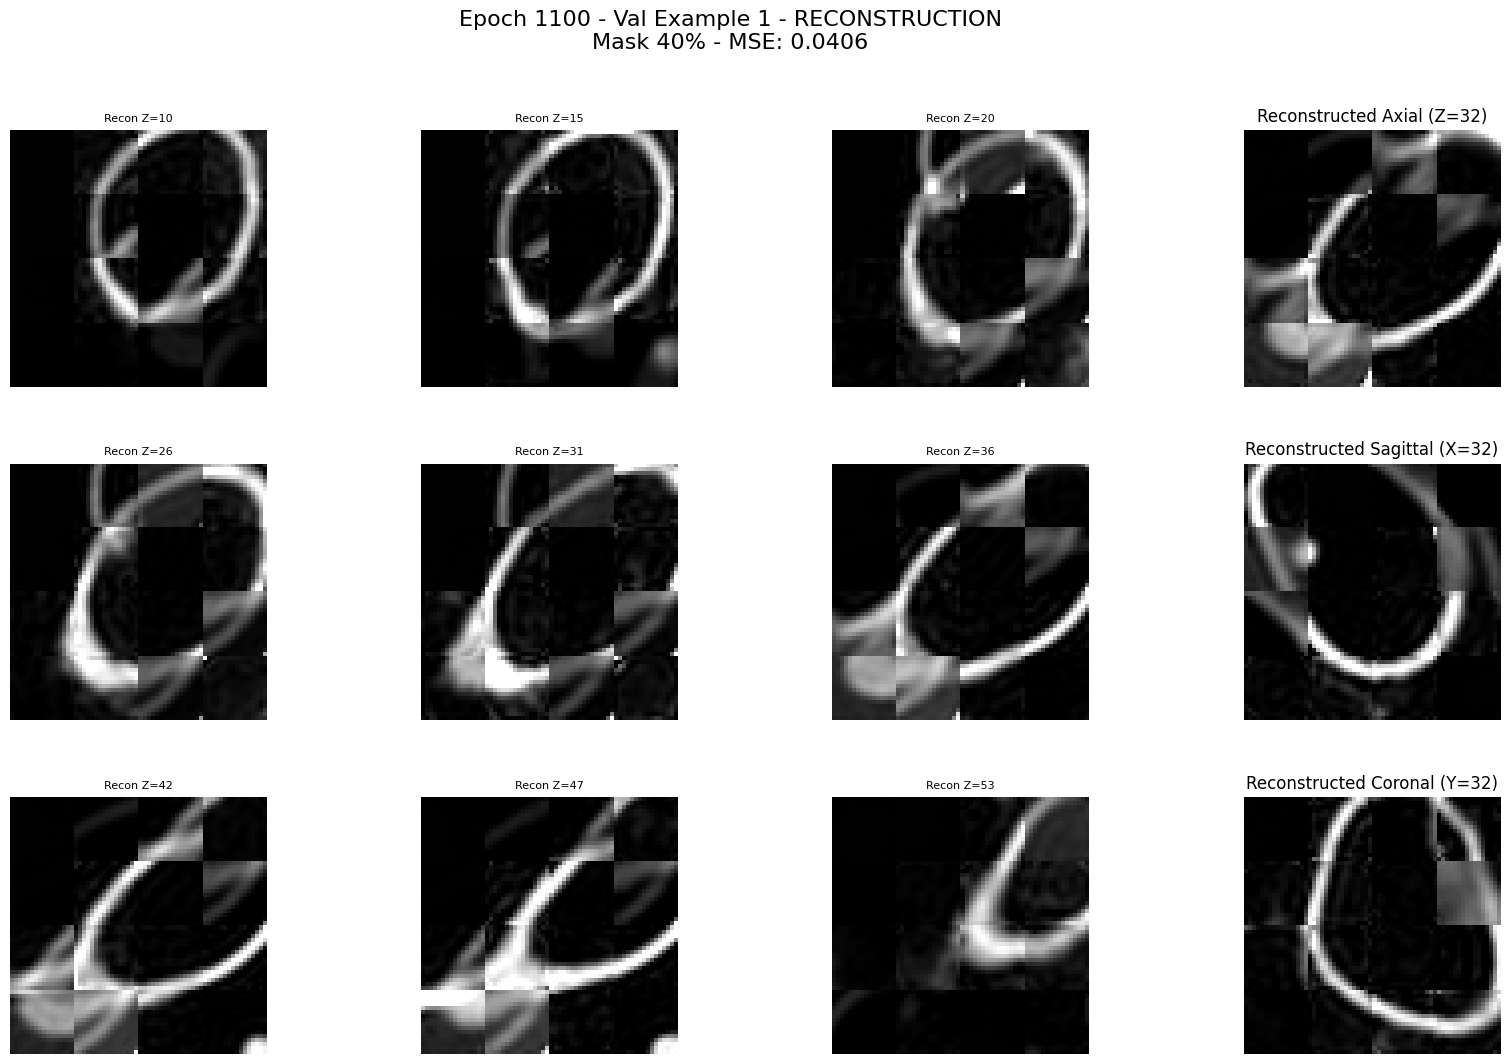 Epoch 1100 - Val Example 1 - RECONSTRUCTION
Mask 40% - MSE: 0.0406
Recon Z=10
Recon Z=15
Recon Z=20
Reconstructed Axial (Z=32)
Recon Z=26
Recon Z=31
Recon Z=36
Reconstructed Sagittal (X=32)
Recon Z=42
Recon Z=47
Recon Z=53
Reconstructed Coronal (Y=32)